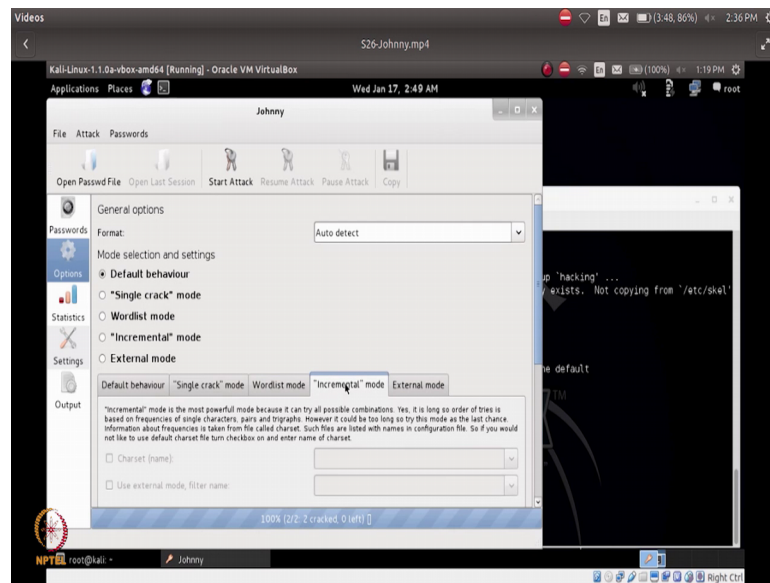 Videos
En (3:48, 86%) 2:36 PM
S26-Johnny.mp4
Kali-Linux-1.1.0a-vbox-amd64 [Running] - Oracle VM VirtualBox
En (100%) 1:19 PM
Applications Places Wed Jan 17, 2:49 AM root
Johnny
File Attack Passwords
Open Passwd File Open Last Session Start Attack Resume Attack Pause Attack Copy
Passwords
Options
Statistics
Settings
Output
General options
Format: Auto detect
Mode selection and settings
Default behaviour
"Single crack" mode
Wordlist mode
"Incremental" mode
External mode
Default behaviour "Single crack" mode Wordlist mode "Incremental" mode External mode
"Incremental" mode is the most powerfull mode because it can try all possible combinations. Yes, it is long so order of tries is
based on frequencies of single characters, pairs and trigraphs. However it could be too long so try this mode as the last chance.
Information about frequencies is taken from file called charset. Such files are listed with names in configuration file. So if you would
not like to use default charset file turn checkbox on and enter name of charset.
Charset (name):
Use external mode, filter name:
100% (2/2: 2 cracked, 0 left)
up `hacking' ...
exists. Not copying from `/etc/skel'
he default
TM
NPTEL
root@kali: ~ Johnny
Right Ctrl